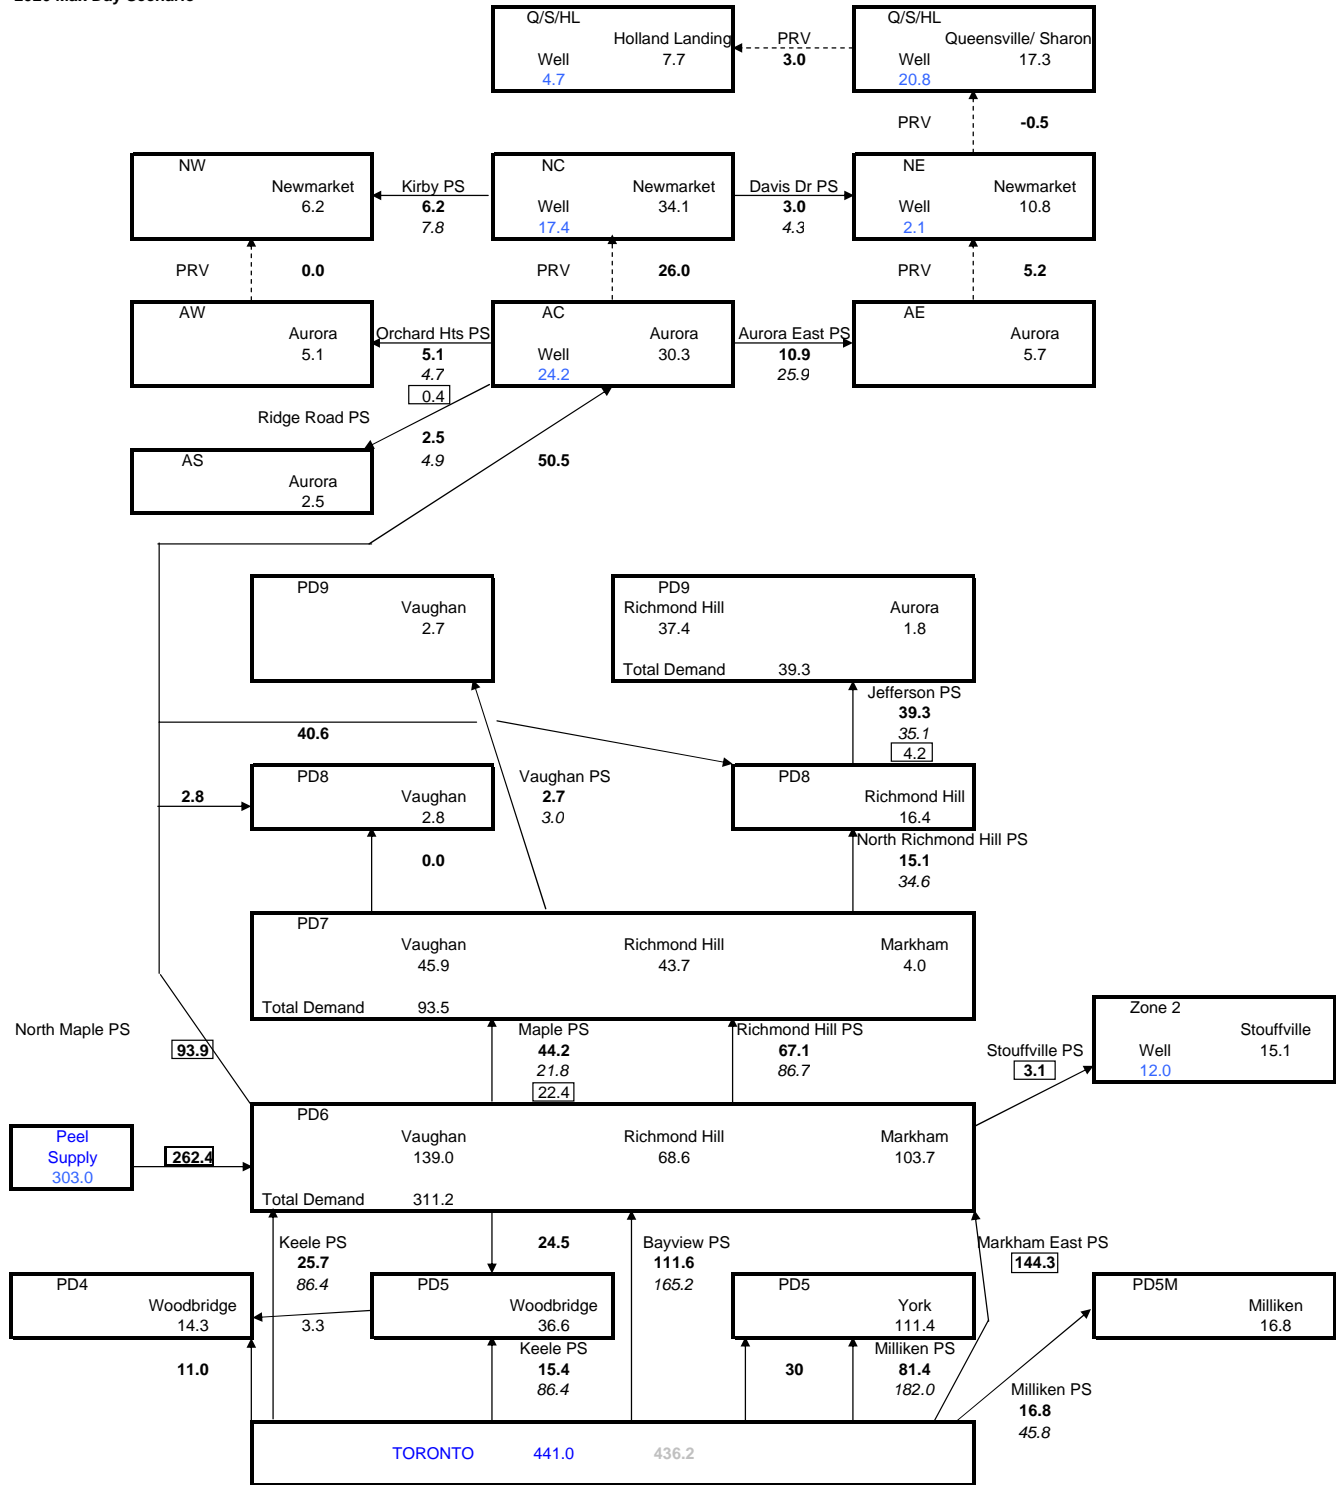 Q/S/HL
Holland Landing
Well 7.7
4.7
PRV
3.0
Q/S/HL
Queensville/ Sharon
Well 17.3
20.8
PRV -0.5
NW
Newmarket
6.2
Kirby PS
6.2
7.8
NC
Newmarket
Well 34.1
17.4
Davis Dr PS
3.0
4.3
NE
Newmarket
Well 10.8
2.1
PRV 0.0
PRV 26.0
PRV 5.2
AW
Aurora
5.1
Orchard Hts PS
5.1
4.7
0.4
AC
Aurora
Well 30.3
24.2
Aurora East PS
10.9
25.9
AE
Aurora
5.7
Ridge Road PS
2.5
4.9
50.5
AS
Aurora
2.5
PD9
Vaughan
2.7
PD9
Richmond Hill Aurora
37.4 1.8
Total Demand 39.3
Jefferson PS
39.3
35.1
4.2
40.6
2.8
PD8
Vaughan
2.8
Vaughan PS
2.7
3.0
PD8
Richmond Hill
16.4
0.0
North Richmond Hill PS
15.1
34.6
PD7
Vaughan Richmond Hill Markham
45.9 43.7 4.0
Total Demand 93.5
North Maple PS
93.9
Maple PS
44.2
21.8
22.4
Richmond Hill PS
67.1
86.7
Stouffville PS
3.1
Zone 2
Stouffville
Well 15.1
12.0
Peel
Supply
303.0
262.4
PD6
Vaughan Richmond Hill Markham
139.0 68.6 103.7
Total Demand 311.2
Keele PS
25.7
86.4
24.5
Bayview PS
111.6
165.2
Markham East PS
144.3
PD4
Woodbridge
14.3
3.3
PD5
Woodbridge
36.6
PD5
York
111.4
PD5M
Milliken
16.8
11.0
Keele PS
15.4
86.4
30
Milliken PS
81.4
182.0
Milliken PS
16.8
45.8
TORONTO 441.0 436.2